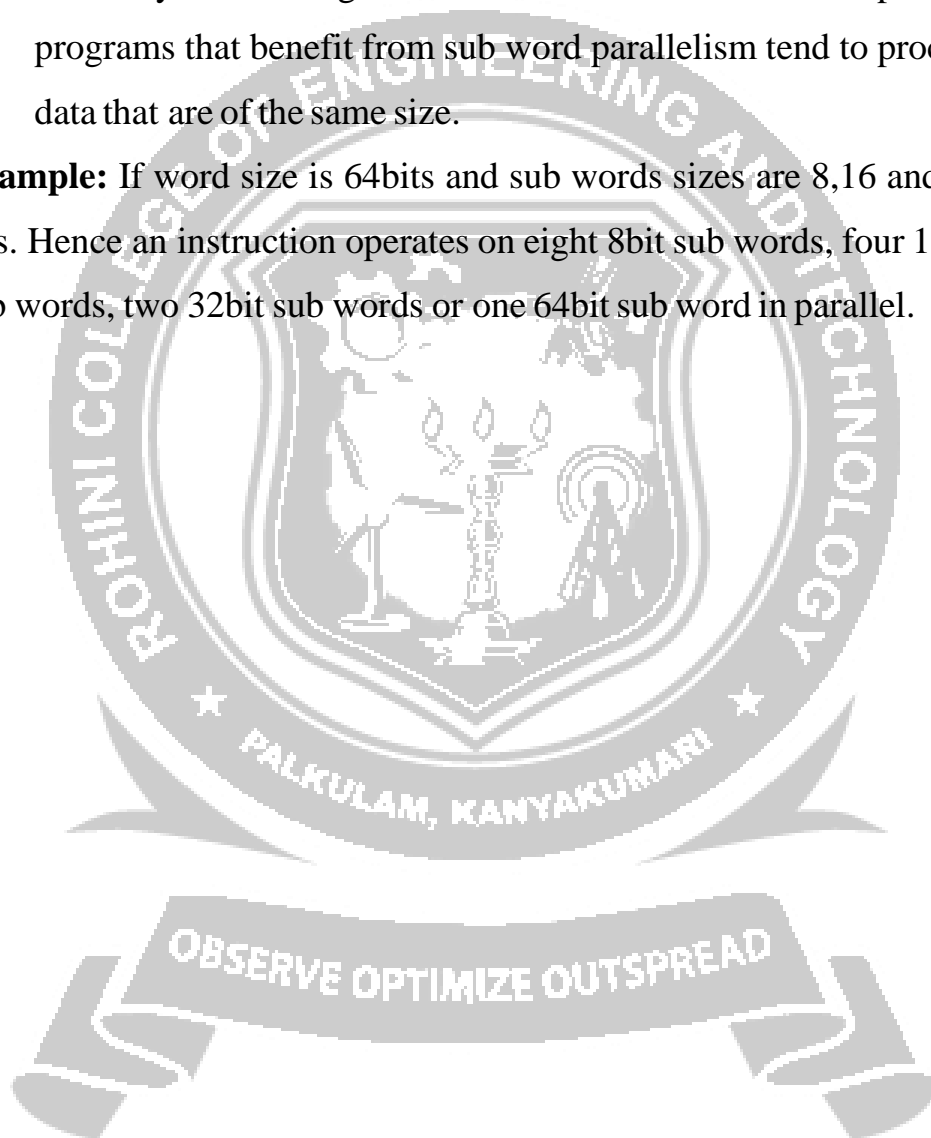 programs that benefit from sub word parallelism tend to proc
data that are of the same size.
ample: If word size is 64bits and sub words sizes are 8,16 and
s. Hence an instruction operates on eight 8bit sub words, four 1
o words, two 32bit sub words or one 64bit sub word in parallel.
ROHINI COLLEGE OF ENGINEERING AND TECHNOLOGY
PALKULAM, KANYAKUMARI
OBSERVE OPTIMIZE OUTSPREAD